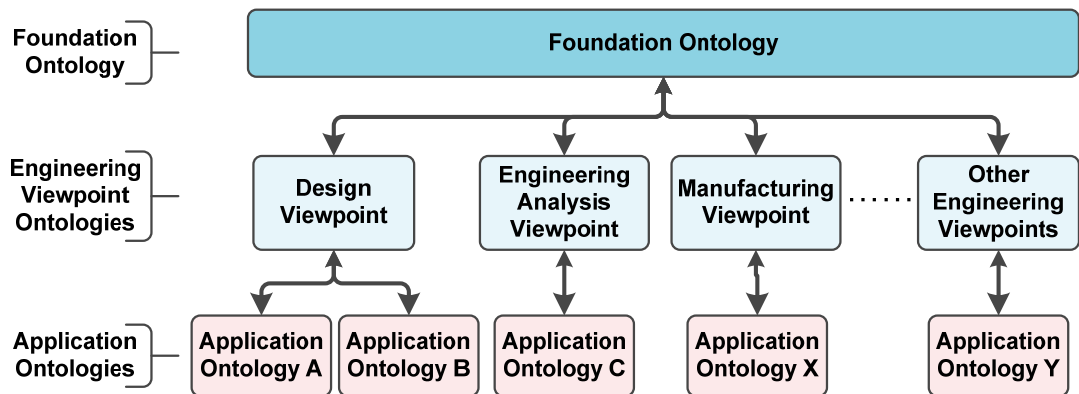 Foundation
Ontology
Foundation Ontology
Engineering
Viewpoint
Ontologies
Design
Viewpoint
Engineering
Analysis
Viewpoint
Manufacturing
Viewpoint
Other
Engineering
Viewpoints
Application
Ontologies
Application
Ontology A
Application
Ontology B
Application
Ontology C
Application
Ontology X
Application
Ontology Y